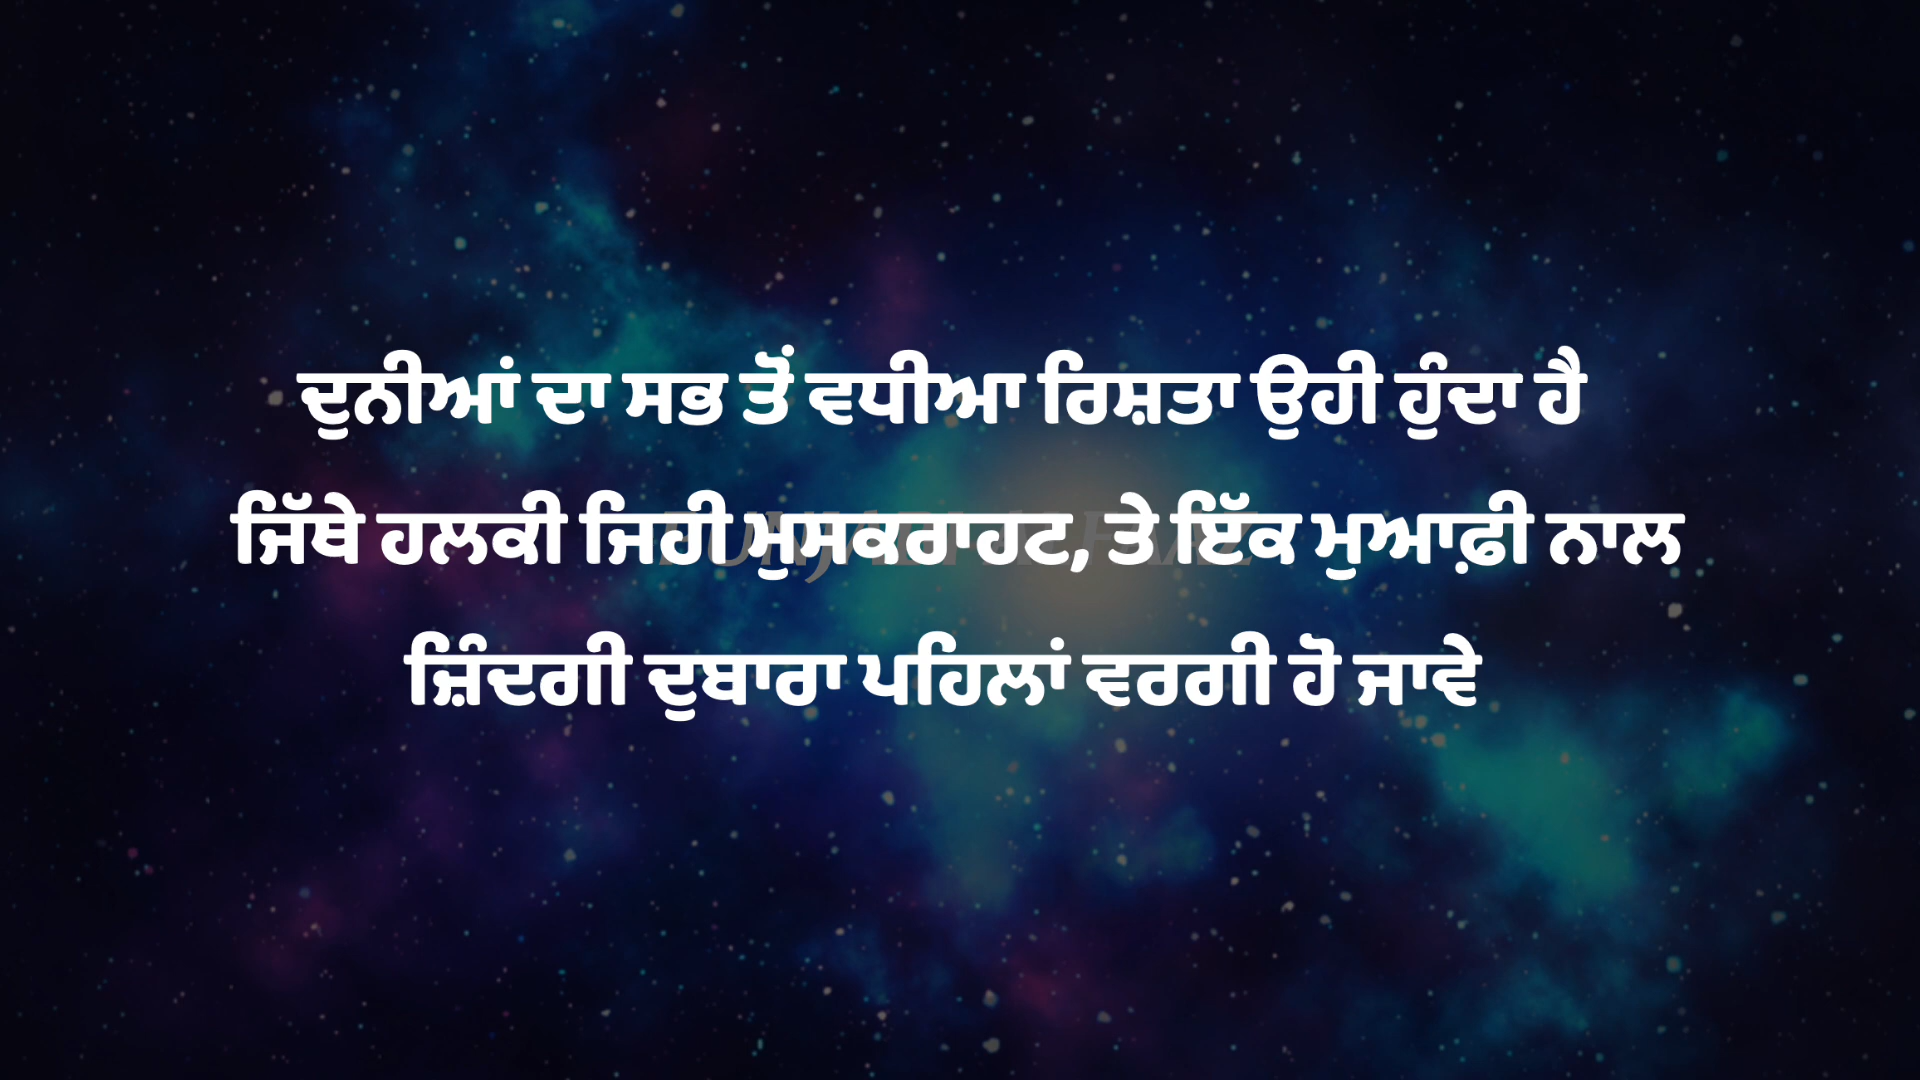 ਦੁਨੀਆਂ ਦਾ ਸਭ ਤੋਂ ਵਧੀਆ ਰਿਸ਼ਤਾ ਉਹੀ ਹੁੰਦਾ ਹੈ
ਜਿੱਥੇ ਹਲਕੀ ਜਿਹੀ ਮੁਸਕਰਾਹਟ, ਤੇ ਇੱਕ ਮੁਆਫ਼ੀ ਨਾਲ
ਜ਼ਿੰਦਗੀ ਦੁਬਾਰਾ ਪਹਿਲਾਂ ਵਰਗੀ ਹੋ ਜਾਵੇ